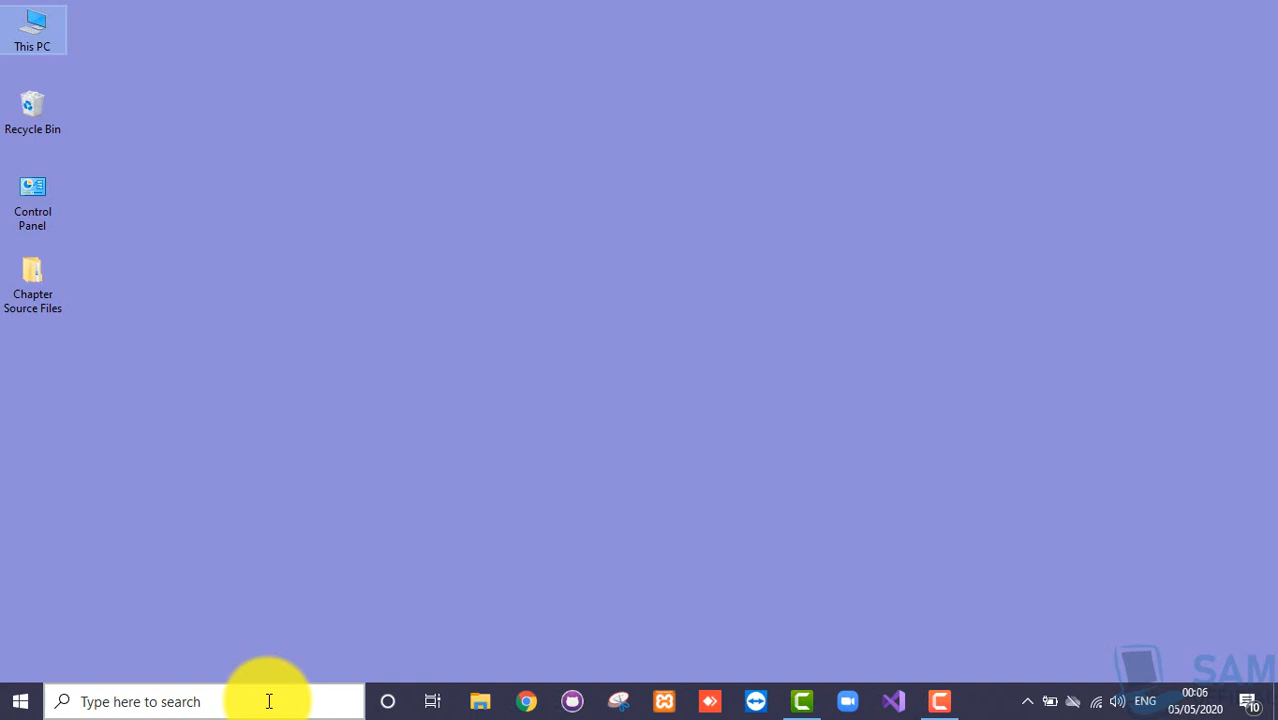 This PC
Recycle Bin
Control
Panel
Chapter
Source Files
SAM
Type here to search
ENG
00:06
05/05/2020
10